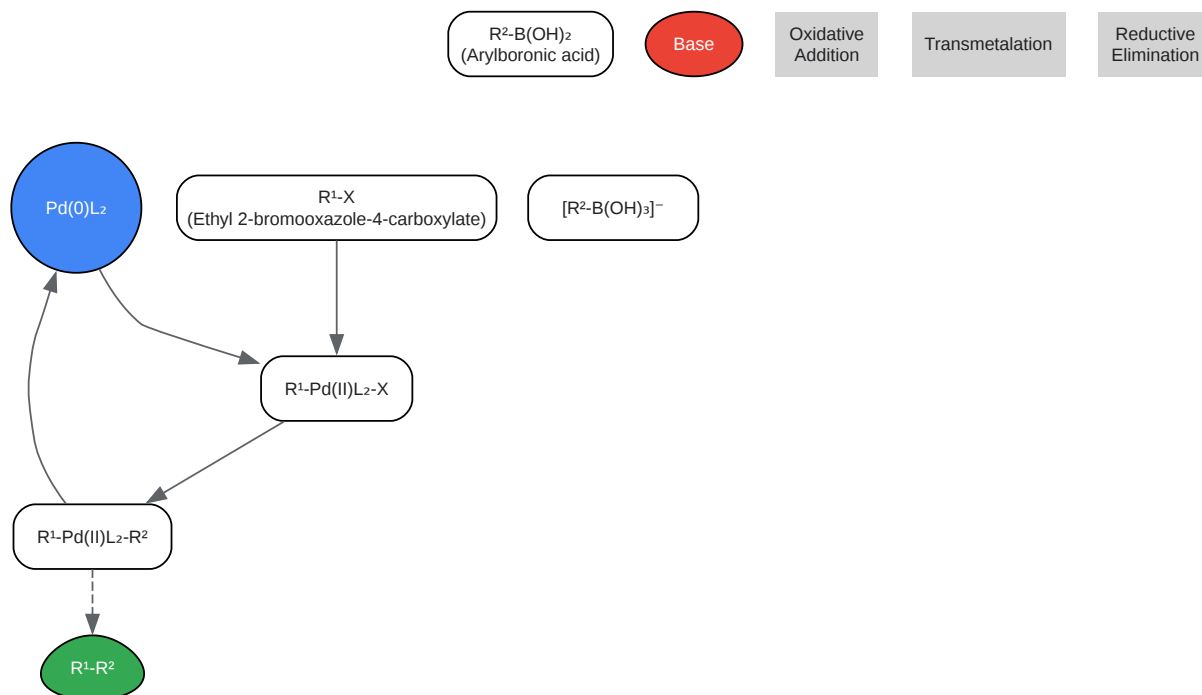 R²-B(OH)₂
(Arylboronic acid)
Base
Oxidative
Addition
Transmetalation
Reductive
Elimination
Pd(0)L₂
R¹-X
(Ethyl 2-bromooxazole-4-carboxylate)
[R²-B(OH)₃]⁻
R¹-Pd(II)L₂-X
R¹-Pd(II)L₂-R²
R¹-R²